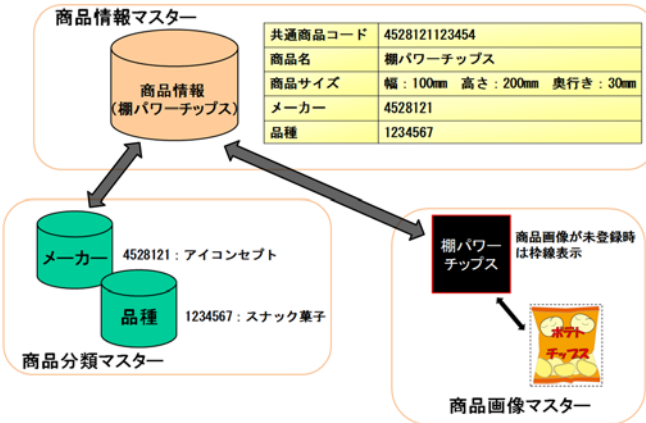 商品情報マスター
商品情報
(棚パワーチップス)
共通商品コード 4528121123454
商品名 棚パワーチップス
商品サイズ 幅：100mm 高さ：200mm 奥行き：30mm
メーカー 4528121
品種 1234567
メーカー
4528121：アイコンセプト
品種
1234567：スナック菓子
商品分類マスター
棚パワー
チップス
商品画像が未登録時
は枠線表示
ポテト
チップス
商品画像マスター